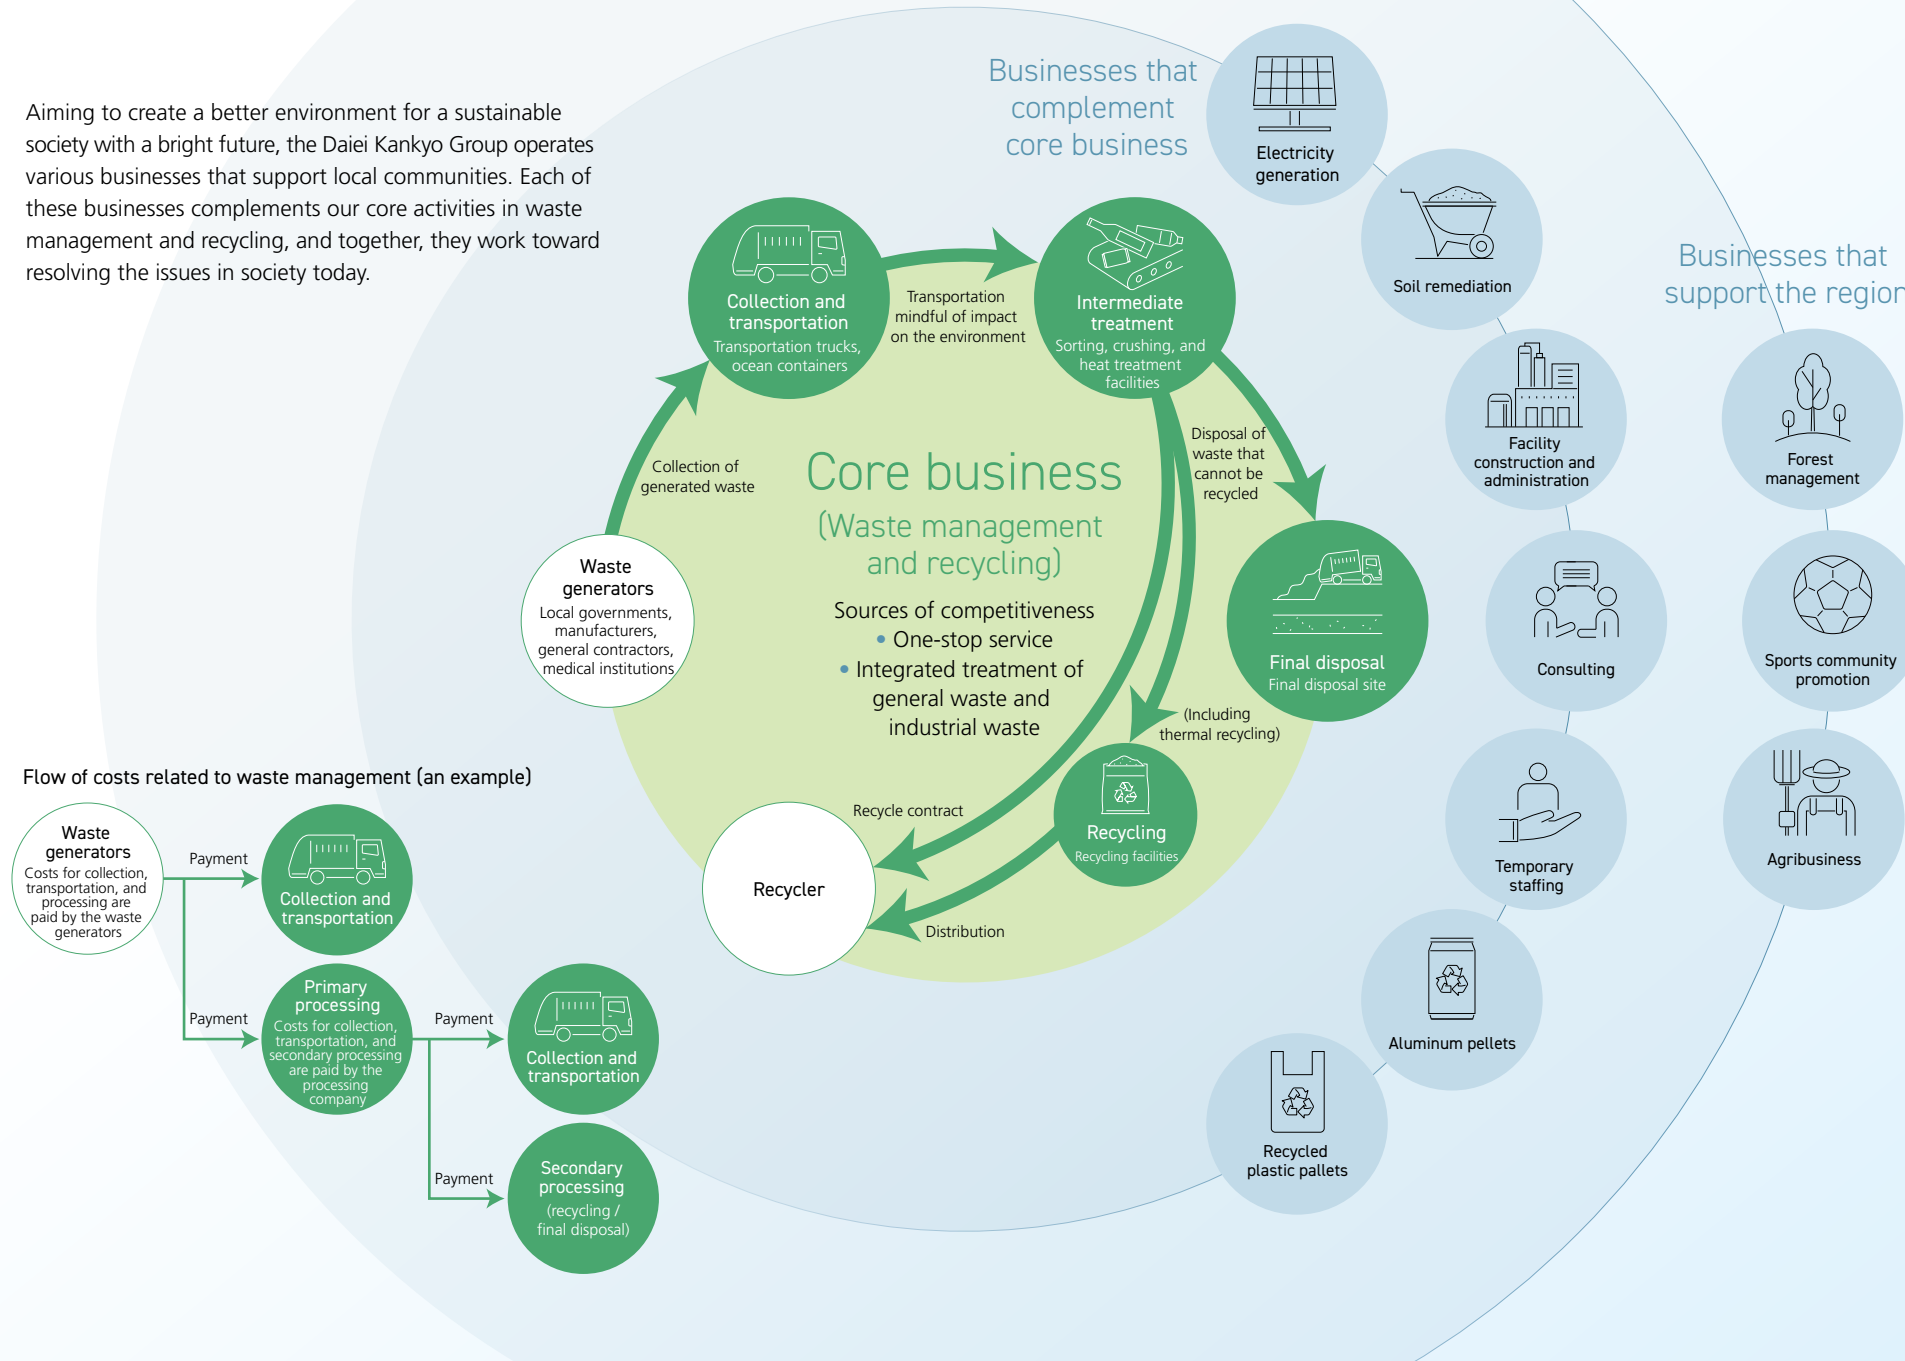 Aiming to create a better environment for a sustainable
society with a bright future, the Daiei Kankyo Group operates
various businesses that support local communities. Each of
these businesses complements our core activities in waste
management and recycling, and together, they work toward
resolving the issues in society today.
Businesses that
complement
core business
Electricity
generation
Soil remediation
Facility
construction and
administration
Consulting
Temporary
staffing
Aluminum pellets
Recycled
plastic pallets
Businesses that
support the region
Forest
management
Sports community
promotion
Agribusiness
Collection and
transportation
Transportation trucks,
ocean containers
Transportation
mindful of impact
on the environment
Intermediate
treatment
Sorting, crushing, and
heat treatment
facilities
Collection of
generated waste
Disposal of
waste that
cannot be
recycled
Core business
(Waste management
and recycling)
Sources of competitiveness
• One-stop service
• Integrated treatment of
general waste and
industrial waste
Waste
generators
Local governments,
manufacturers,
general contractors,
medical institutions
Final disposal
Final disposal site
(Including
thermal recycling)
Recycling
Recycling facilities
Recycle contract
Recycler
Distribution
Flow of costs related to waste management (an example)
Waste
generators
Costs for collection,
transportation, and
processing are
paid by the waste
generators
Payment
Collection and
transportation
Payment
Primary
processing
Costs for collection,
transportation, and
secondary processing
are paid by the
processing
company
Payment
Collection and
transportation
Payment
Secondary
processing
(recycling /
final disposal)